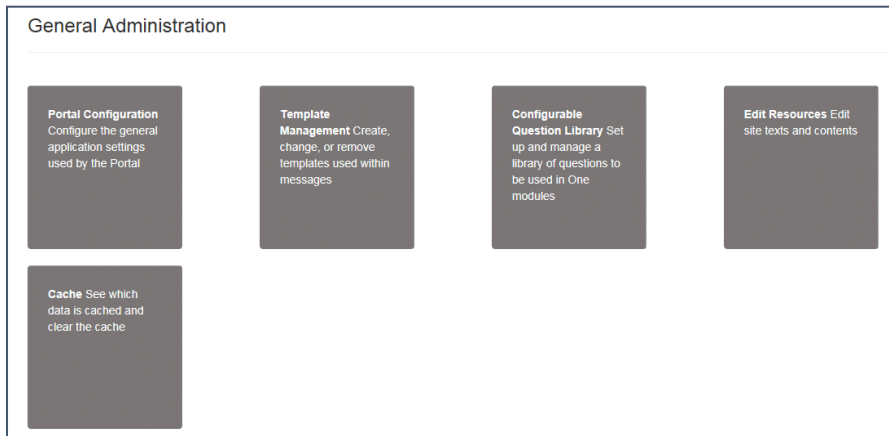 General Administration
Portal Configuration
Configure the general
application settings
used by the Portal
Template
Management Create,
change, or remove
templates used within
messages
Configurable
Question Library Set
up and manage a
library of questions to
be used in One
modules
Edit Resources Edit
site texts and contents
Cache See which
data is cached and
clear the cache